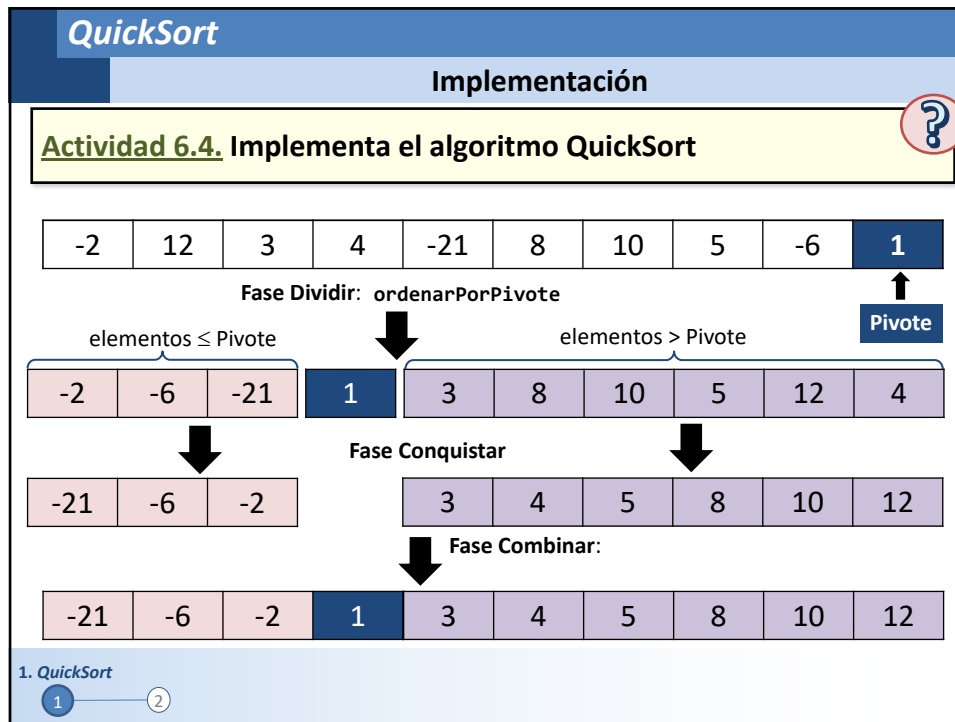 QuickSort
Implementación
?
Actividad 6.4. Implementa el algoritmo QuickSort
-2 12 3 4 -21 8 10 5 -6 1
Fase Dividir: ordenarPorPivote
Pivote
elementos ≤ Pivote
elementos > Pivote
-2 -6 -21 1 3 8 10 5 12 4
Fase Conquistar
-21 -6 -2 3 4 5 8 10 12
Fase Combinar:
-21 -6 -2 1 3 4 5 8 10 12
1. QuickSort
1 2